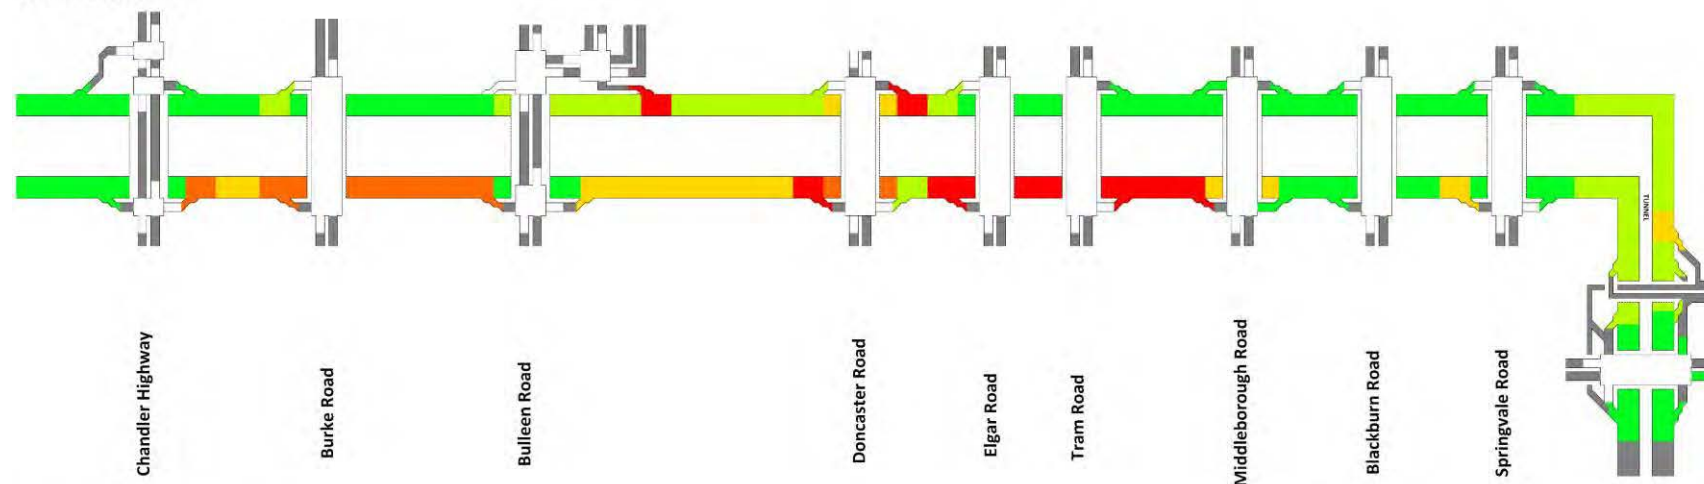 Chandler Highway
Burke Road
Bulleen Road
Doncaster Road
Elgar Road
Tram Road
Middleborough Road
Blackburn Road
Springvale Road
TUNNEL